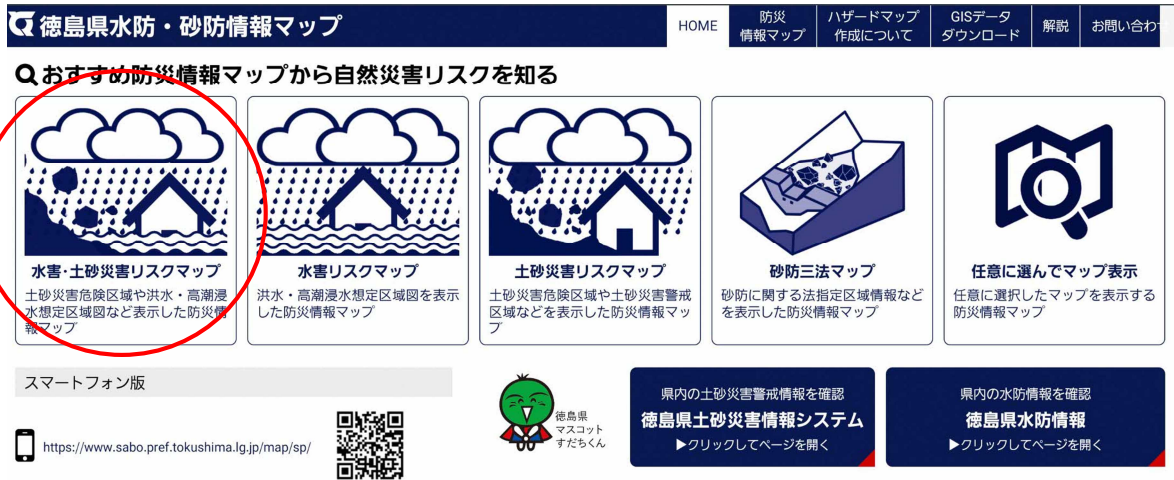 徳島県水防・砂防情報マップ
HOME
防災
情報マップ
ハザードマップ
作成について
GISデータ
ダウンロード
解説
お問い合わ
おすすめ防災情報マップから自然災害リスクを知る
水害・土砂災害リスクマップ
土砂災害危険区域や洪水・高潮浸
水想定区域図など表示した防災情
報マップ
水害リスクマップ
洪水・高潮浸水想定区域図を表示
した防災情報マップ
土砂災害リスクマップ
土砂災害危険区域や土砂災害警戒
区域などを表示した防災情報マッ
プ
砂防三法マップ
砂防に関する法指定区域情報など
を表示した防災情報マップ
任意に選んでマップ表示
任意に選択したマップを表示する
防災情報マップ
スマートフォン版
https://www.sabo.pref.tokushima.lg.jp/map/sp/
徳島県
マスコット
すだちくん
県内の土砂災害警戒情報を確認
徳島県土砂災害情報システム
▶クリックしてページを開く
県内の水防情報を確認
徳島県水防情報
▶クリックしてページを開く